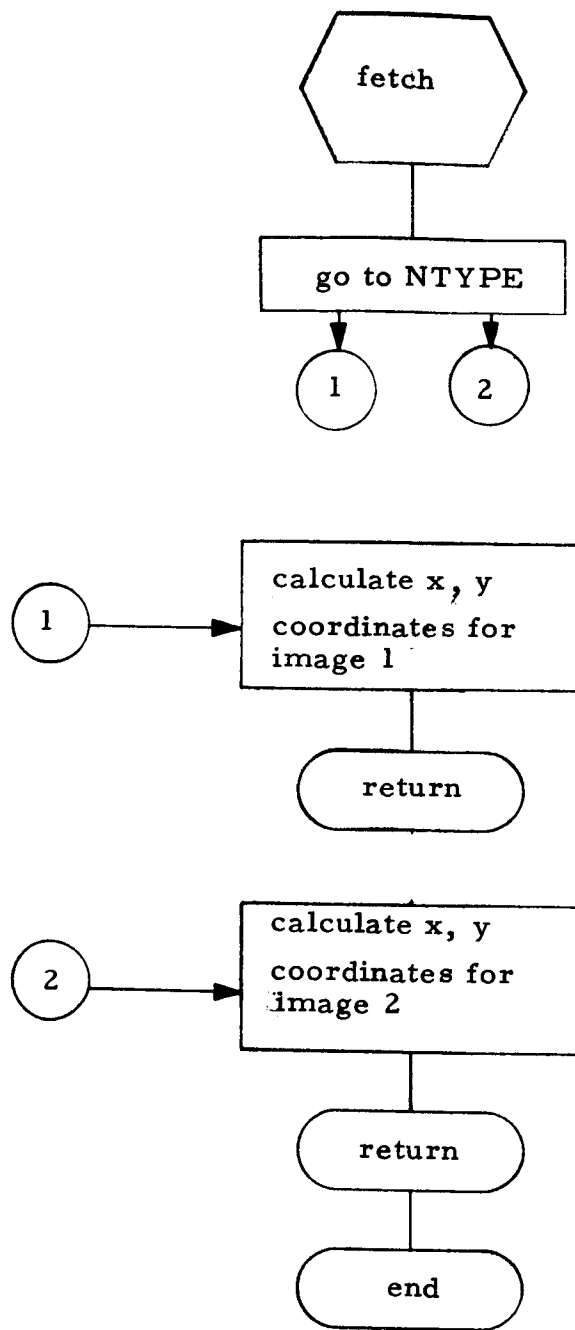 fetch
go to NTYPE
1
2
1
calculate x, y
coordinates for
image 1
return
2
calculate x, y
coordinates for
image 2
return
end